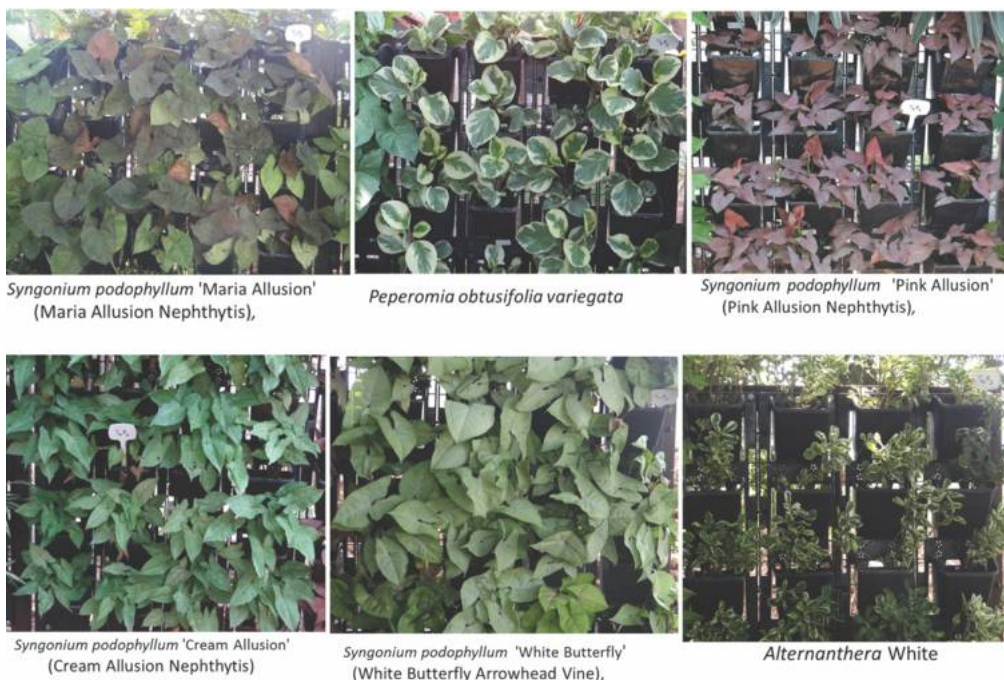 Syngonium podophyllum 'Maria Allusion'
(Maria Allusion Nephthytis),
Peperomia obtusifolia variegata
Syngonium podophyllum 'Pink Allusion'
(Pink Allusion Nephthytis),
Syngonium podophyllum 'Cream Allusion'
(Cream Allusion Nephthytis)
Syngonium podophyllum 'White Butterfly'
(White Butterfly Arrowhead Vine),
Alternanthera White